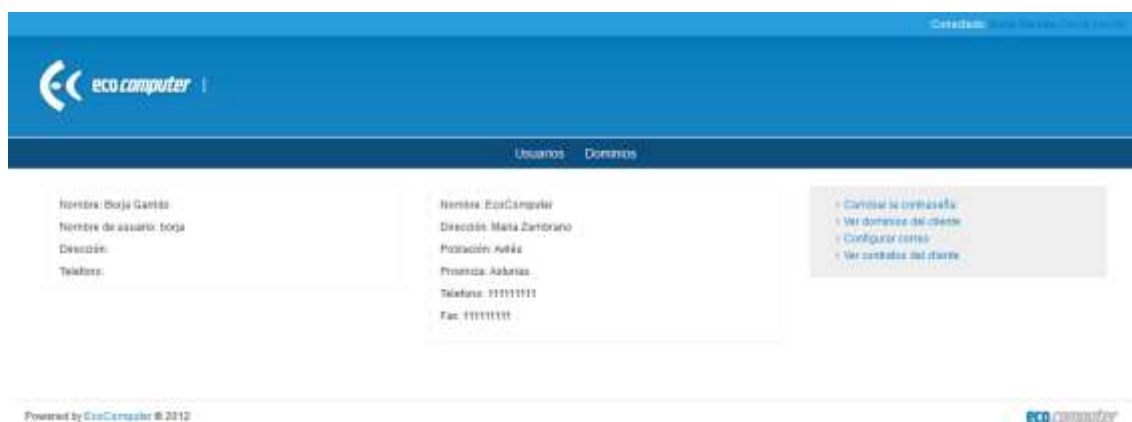 Conectado:
eco computer |
Usuarios Dominios
Nombre: Borja Garrido
Nombre de usuario: borja
Dirección:
Telefono:
Nombre: EcoComputer
Dirección: Maria Zambrano
Población: Avilés
Provincia: Asturias
Telefono: 111111111
Fax: 111111111
› Cambiar la contraseña
› Ver dominios del cliente
› Configurar correo
› Ver contratos del cliente
Powered by EcoComputer ® 2012
eco computer